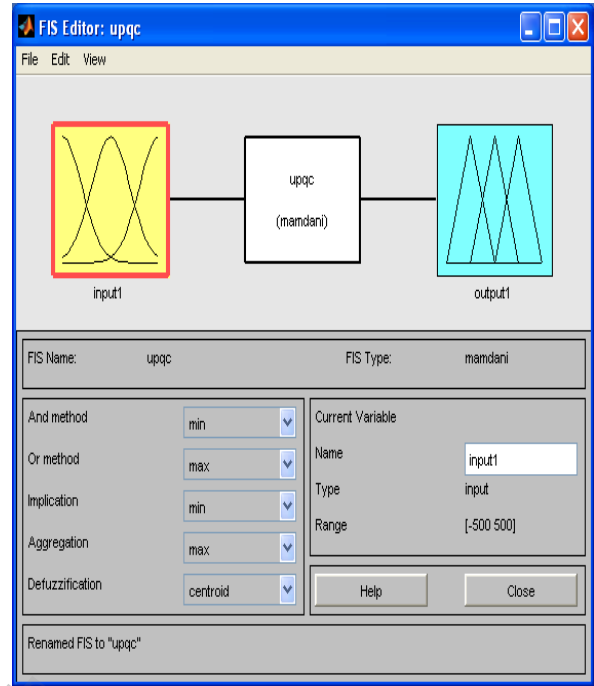 FIS Editor: upqc
File Edit View
upqc
(mamdani)
input1
output1
FIS Name: upqc FIS Type: mamdani
And method min
Or method max
Implication min
Aggregation max
Defuzzification centroid
Current Variable
Name input1
Type input
Range [-500 500]
Help Close
Renamed FIS to "upqc"